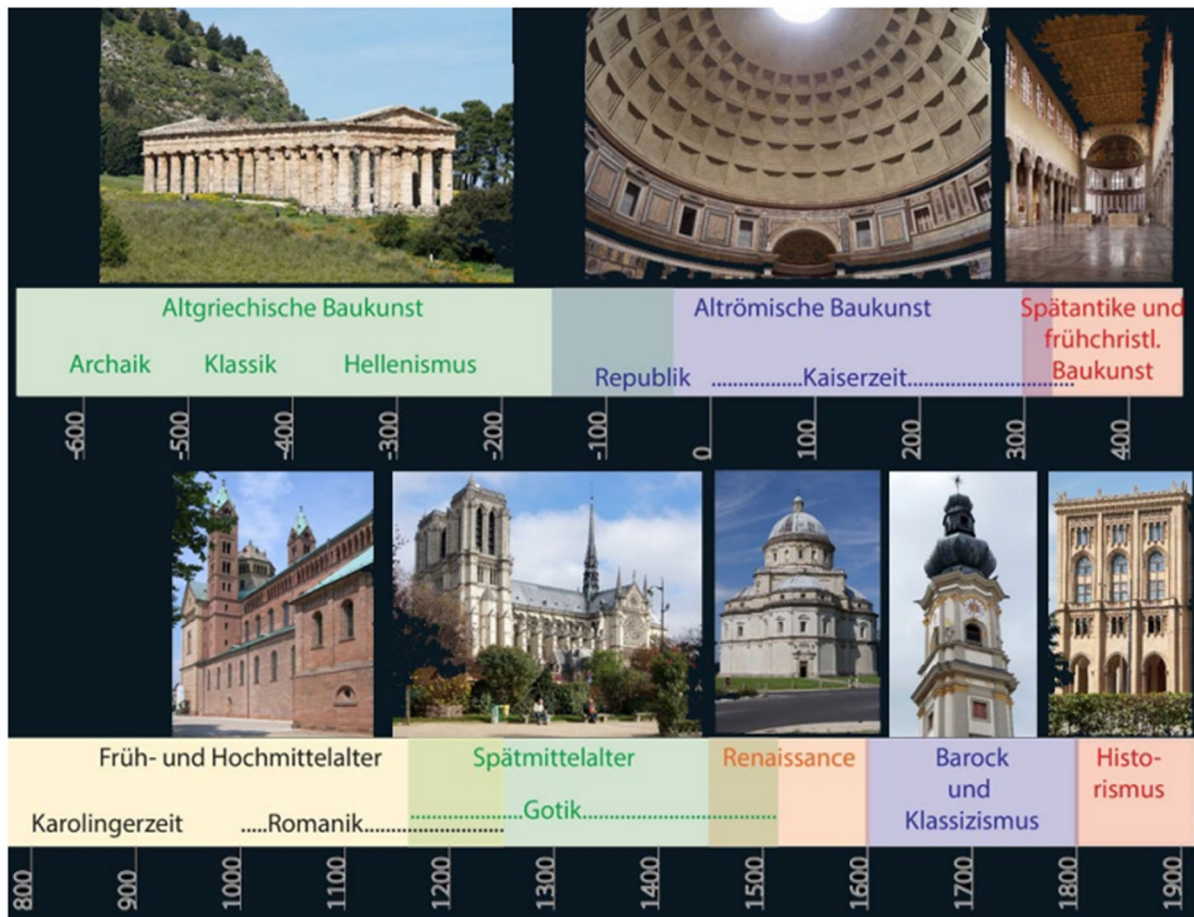 Altgriechische Baukunst
Altrömische Baukunst
Spätantike und
frühchristl.
Baukunst
Archaik Klassik Hellenismus
Republik ..................Kaiserzeit.................................
-600 -500 -400 -300 -200 -100 0 100 200 300 400
Früh- und Hochmittelalter
Spätmittelalter
Renaissance
Barock
und
Klassizismus
Histo-
rismus
......................Gotik......................................
Karolingerzeit .....Romanik............................
800 900 1000 1100 1200 1300 1400 1500 1600 1700 1800 1900